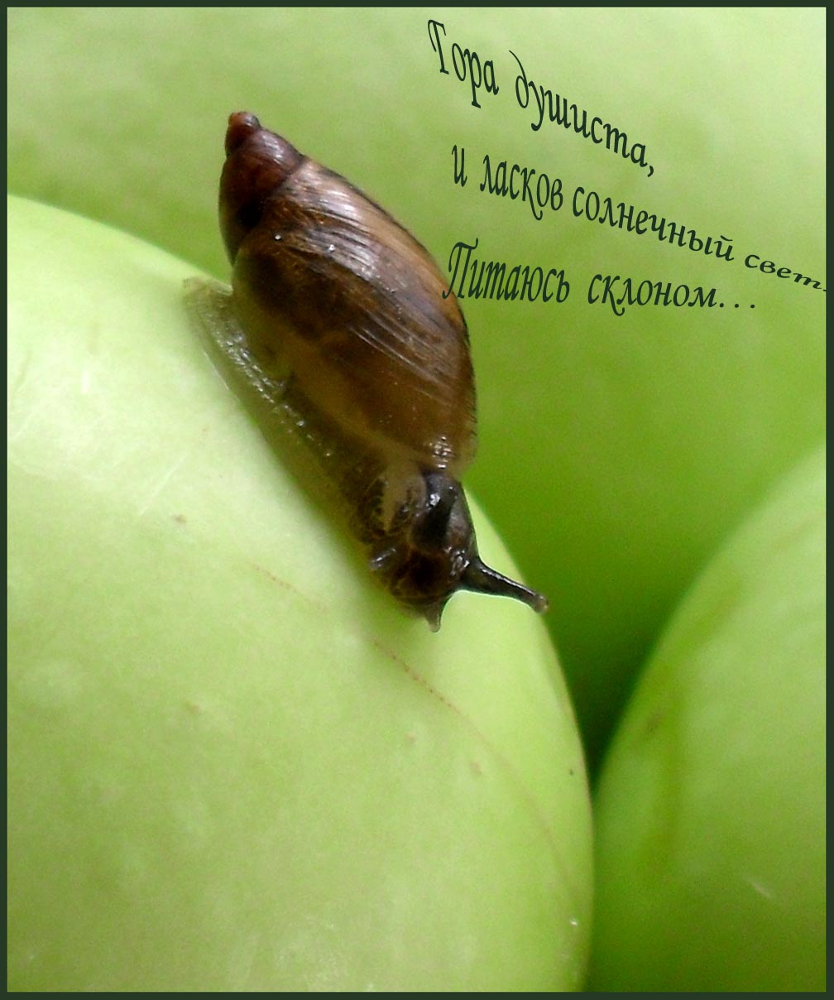 Гора душиста,
и ласков солнечный свет.
Питаюсь склоном...